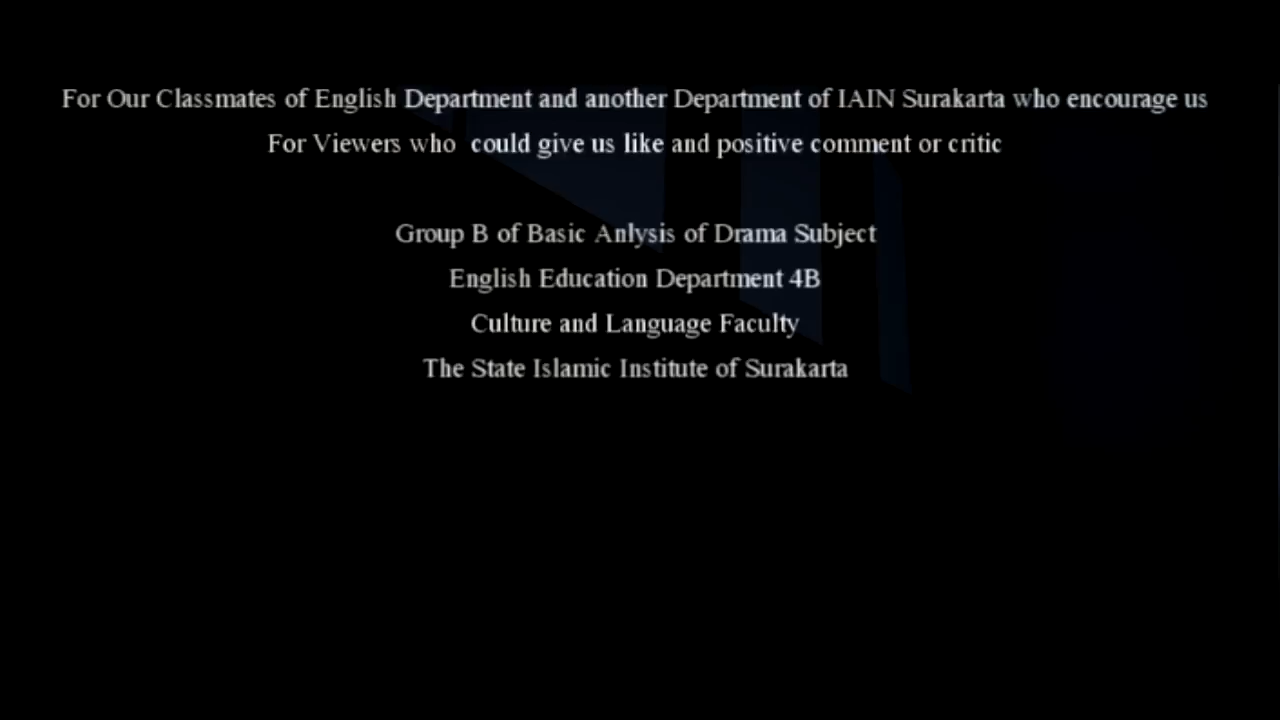 For Our Classmates of English Department and another Department of IAIN Surakarta who encourage us
For Viewers who could give us like and positive comment or critic
Group B of Basic Anlysis of Drama Subject
English Education Department 4B
Culture and Language Faculty
The State Islamic Institute of Surakarta